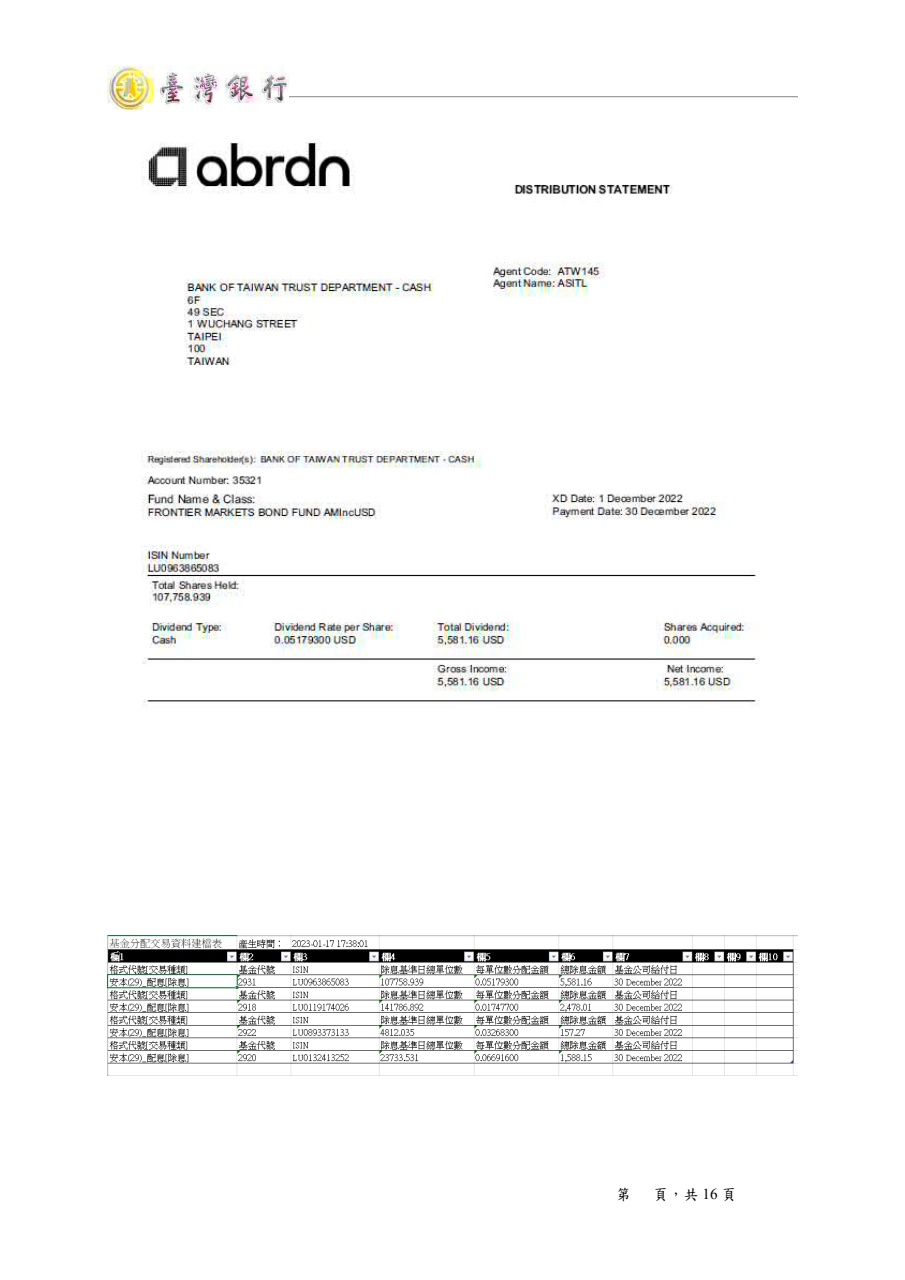 臺灣銀行
abrdn
DISTRIBUTION STATEMENT
Agent Code: ATW145
Agent Name: ASITL
BANK OF TAIWAN TRUST DEPARTMENT - CASH
6F
49 SEC
1 WUCHANG STREET
TAIPEI
100
TAIWAN
Registered Shareholder(s): BANK OF TAIWAN TRUST DEPARTMENT - CASH
Account Number: 35321
Fund Name & Class: XD Date: 1 December 2022
FRONTIER MARKETS BOND FUND AMIncUSD Payment Date: 30 December 2022
ISIN Number
LU0963865083
Total Shares Held:
107,758.939
Dividend Type: Dividend Rate per Share: Total Dividend: Shares Acquired:
Cash 0.05179300 USD 5,581.16 USD 0.000
Gross Income: Net Income:
5,581.16 USD 5,581.16 USD
基金分配交易資料建檔表 產生時間： 2023-01-17 17:38:01
欄1 欄2 欄3 欄4 欄5 欄6 欄7 欄8 欄9 欄10
格式代號[交易種類] 基金代號 ISIN 除息基準日總單位數 每單位數分配金額 總除息金額 基金公司給付日
安本(29)_配息[除息] 2931 LU0963865083 107758.939 0.05179300 5,581.16 30 December 2022
格式代號[交易種類] 基金代號 ISIN 除息基準日總單位數 每單位數分配金額 總除息金額 基金公司給付日
安本(29)_配息[除息] 2918 LU0119174026 141786.892 0.01747700 2,478.01 30 December 2022
格式代號[交易種類] 基金代號 ISIN 除息基準日總單位數 每單位數分配金額 總除息金額 基金公司給付日
安本(29)_配息[除息] 2922 LU0893373133 4812.035 0.03268300 157.27 30 December 2022
格式代號[交易種類] 基金代號 ISIN 除息基準日總單位數 每單位數分配金額 總除息金額 基金公司給付日
安本(29)_配息[除息] 2920 LU0132413252 23733.531 0.06691600 1,588.15 30 December 2022
第 頁，共 16 頁